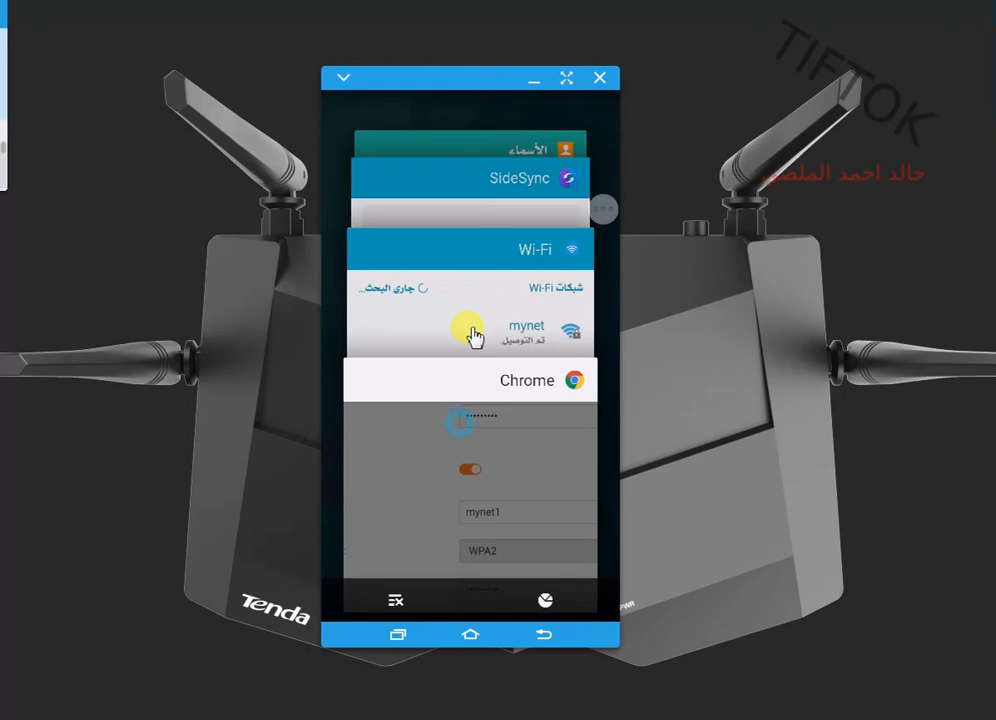 TIFTOK
خالد احمد الملصي
الأسماء
SideSync
Wi-Fi
شبكات Wi-Fi
جاري البحث...
mynet
تم التوصيل
Chrome
mynet1
WPA2
Tenda
PWR